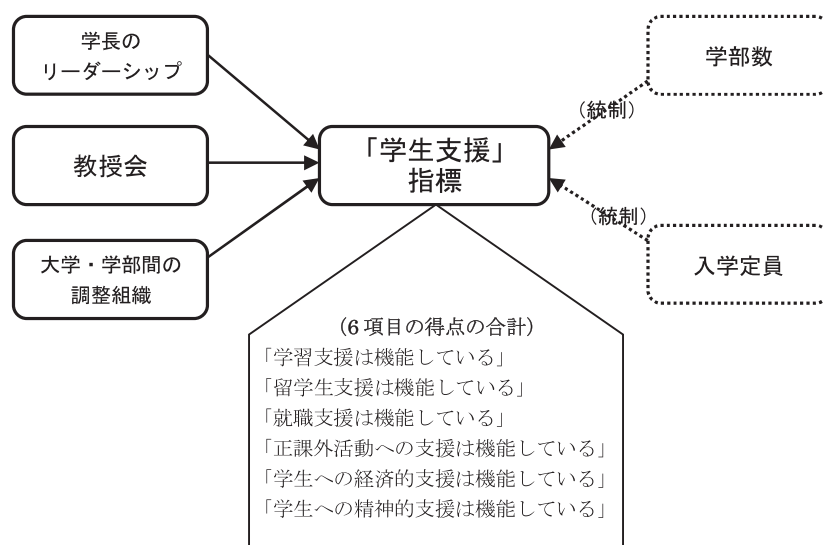 学長の
リーダーシップ
教授会
大学・学部間の
調整組織
「学生支援」
指標
学部数
（統制）
（統制）
入学定員
（6 項目の得点の合計）
「学習支援は機能している」
「留学生支援は機能している」
「就職支援は機能している」
「正課外活動への支援は機能している」
「学生への経済的支援は機能している」
「学生への精神的支援は機能している」